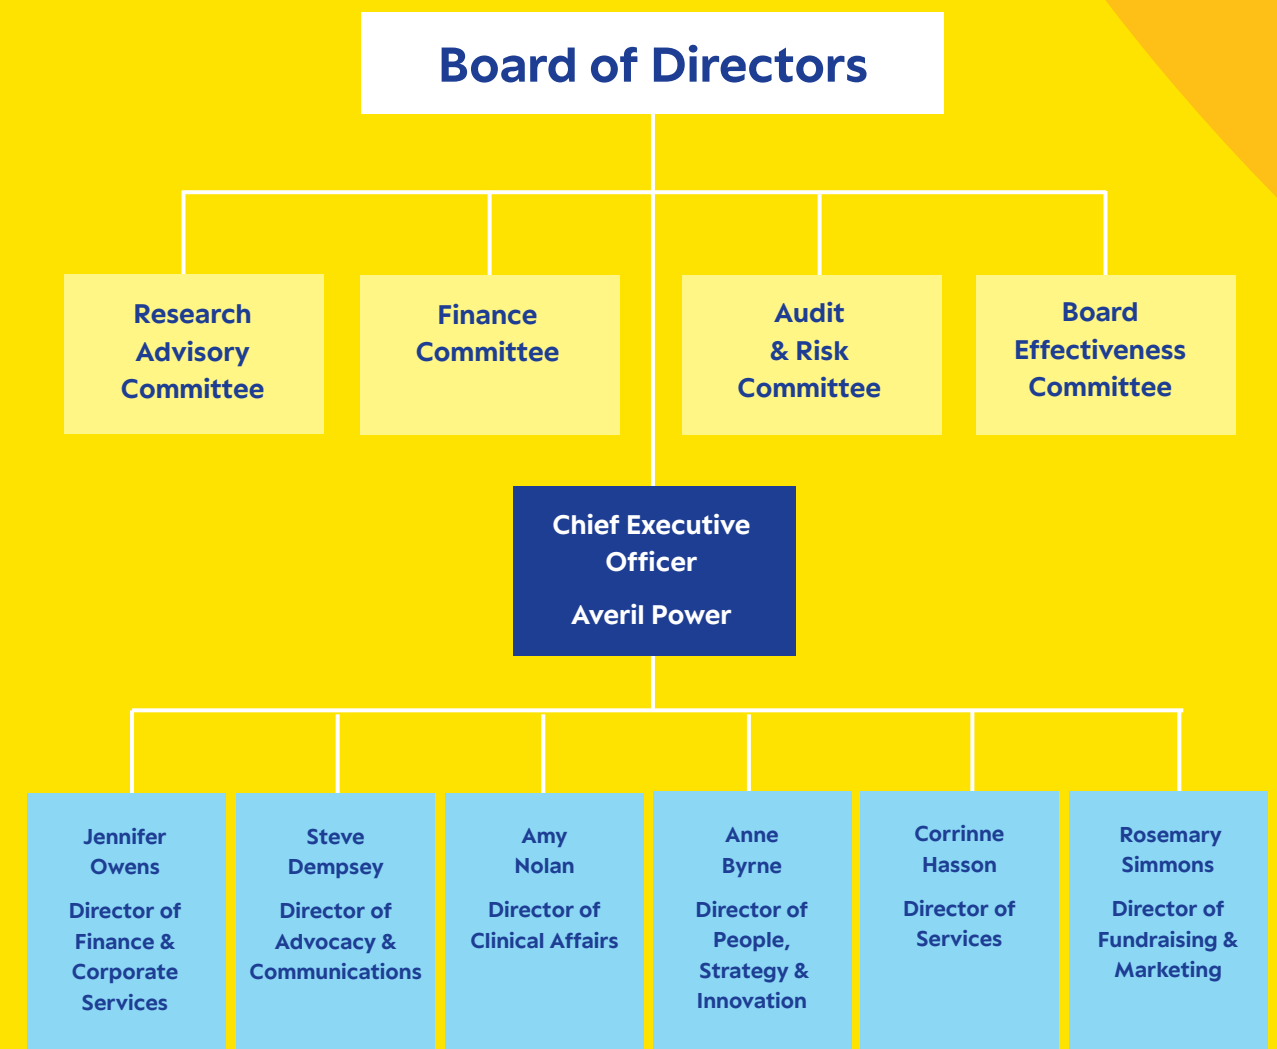 Board of Directors
Research
Advisory
Committee
Finance
Committee
Audit
& Risk
Committee
Board
Effectiveness
Committee
Chief Executive
Officer
Averil Power
Jennifer
Owens
Director of
Finance &
Corporate
Services
Steve
Dempsey
Director of
Advocacy &
Communications
Amy
Nolan
Director of
Clinical Affairs
Anne
Byrne
Director of
People,
Strategy &
Innovation
Corrinne
Hasson
Director of
Services
Rosemary
Simmons
Director of
Fundraising &
Marketing